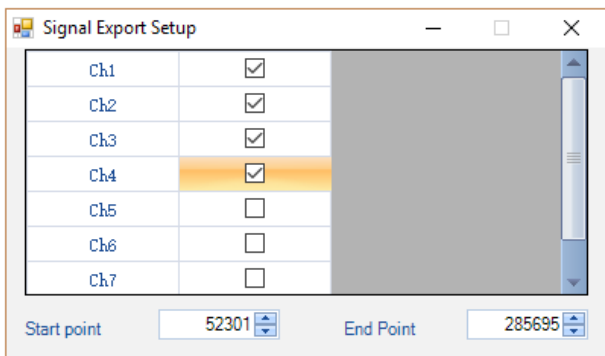 Signal Export Setup
Ch1
Ch2
Ch3
Ch4
Ch5
Ch6
Ch7
Start point 52301 End Point 285695